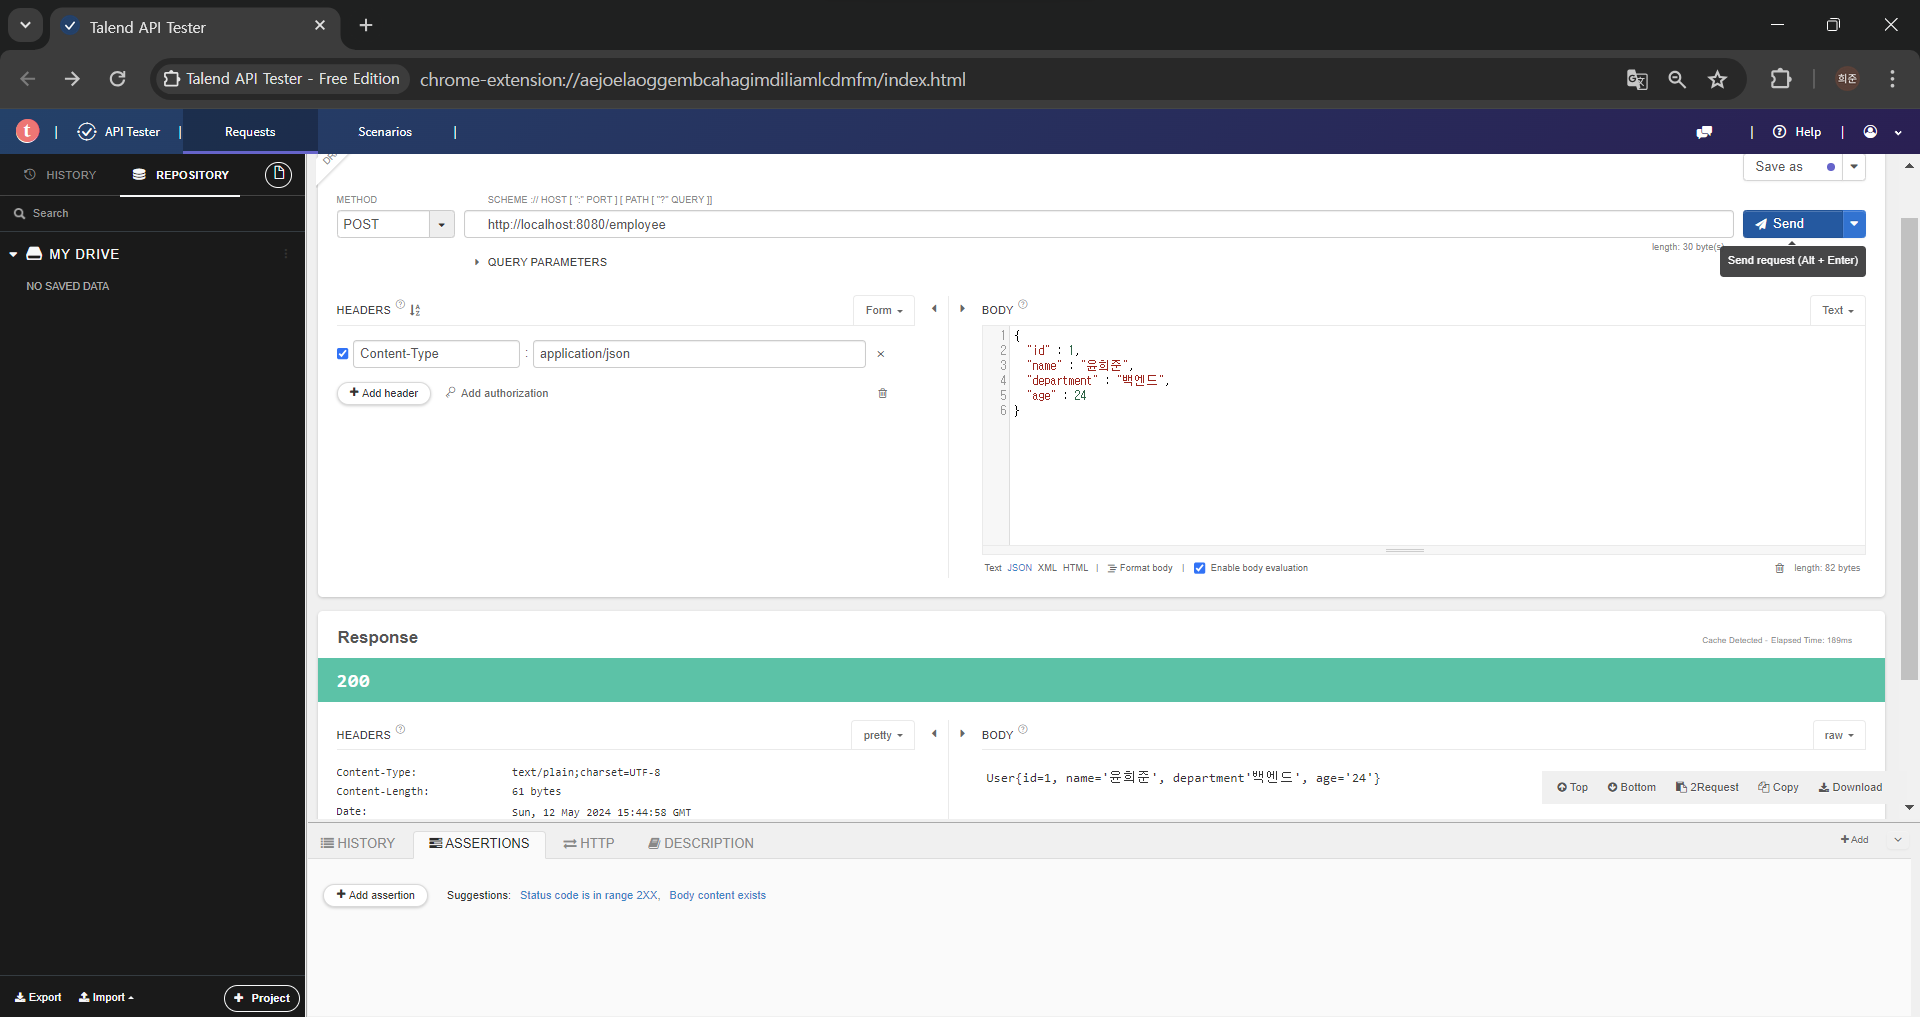 Talend API Tester
Talend API Tester - Free Edition
chrome-extension://aejoelaoggembcahagimdiliamlcdmfm/index.html
희준
t | API Tester | Requests Scenarios |
| Help |
HISTORY REPOSITORY
Search
MY DRIVE
NO SAVED DATA
Save as
METHOD SCHEME :// HOST [ ":" PORT ] [ PATH [ "?" QUERY ]]
POST http://localhost:8080/employee Send
length: 30 byte(s
Send request (Alt + Enter)
QUERY PARAMETERS
HEADERS ? Form
BODY ? Text
Content-Type : application/json ×
+ Add header Add authorization
1 {
2 "id" : 1,
3 "name" : "윤희준",
4 "department" : "백엔드",
5 "age" : 24
6 }
Text JSON XML HTML | Format body | Enable body evaluation length: 82 bytes
Response
Cache Detected - Elapsed Time: 189ms
200
HEADERS ? pretty
BODY ? raw
Content-Type: text/plain;charset=UTF-8
Content-Length: 61 bytes
Date: Sun, 12 May 2024 15:44:58 GMT
User{id=1, name='윤희준', department'백엔드', age='24'}
Top Bottom 2Request Copy Download
HISTORY ASSERTIONS HTTP DESCRIPTION
+ Add
+ Add assertion Suggestions: Status code is in range 2XX, Body content exists
Export Import + Project